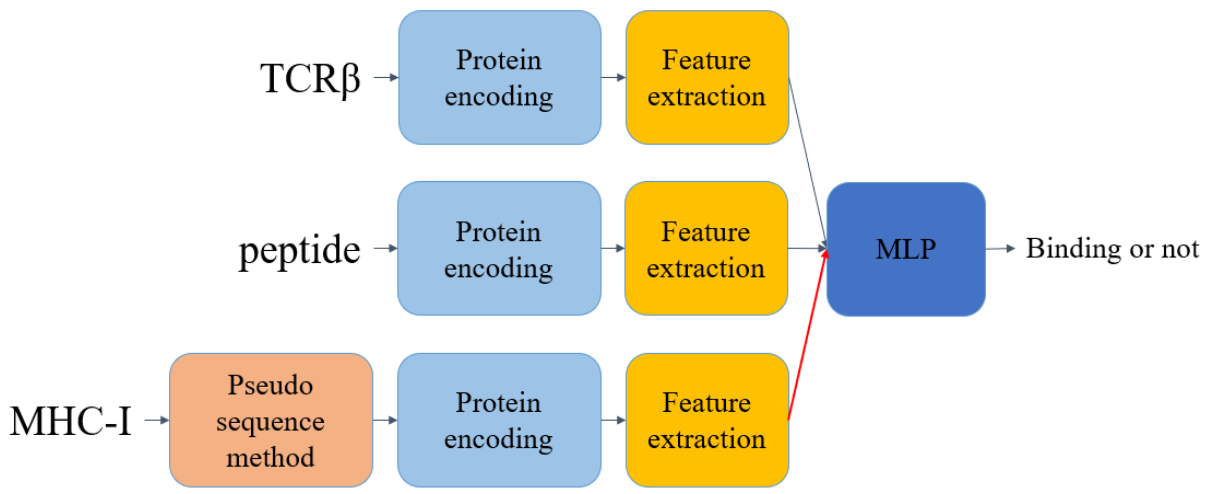 TCRβ
Protein
encoding
Feature
extraction
peptide
Protein
encoding
Feature
extraction
MLP
Binding or not
MHC-I
Pseudo
sequence
method
Protein
encoding
Feature
extraction